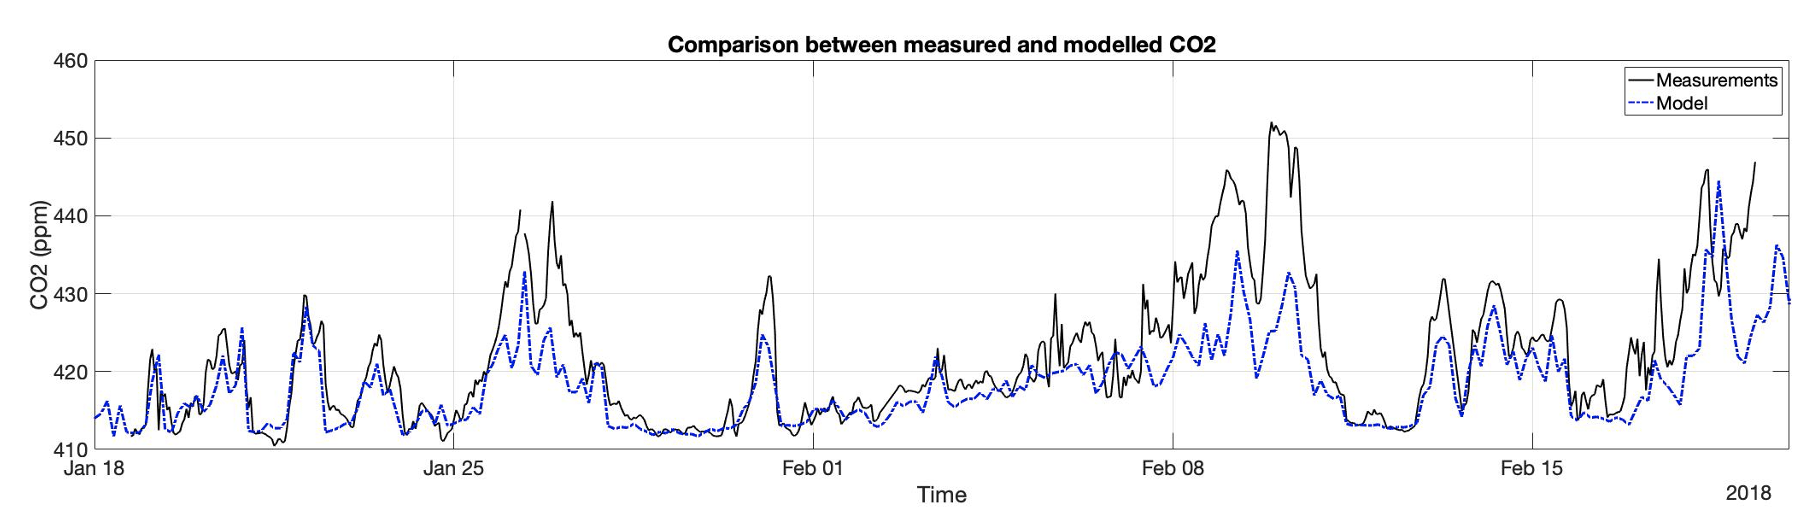 Comparison between measured and modelled CO2
460
450
440
430
420
410
CO2 (ppm)
Measurements
Model
Jan 18
Jan 25
Feb 01
Feb 08
Feb 15
Time
2018